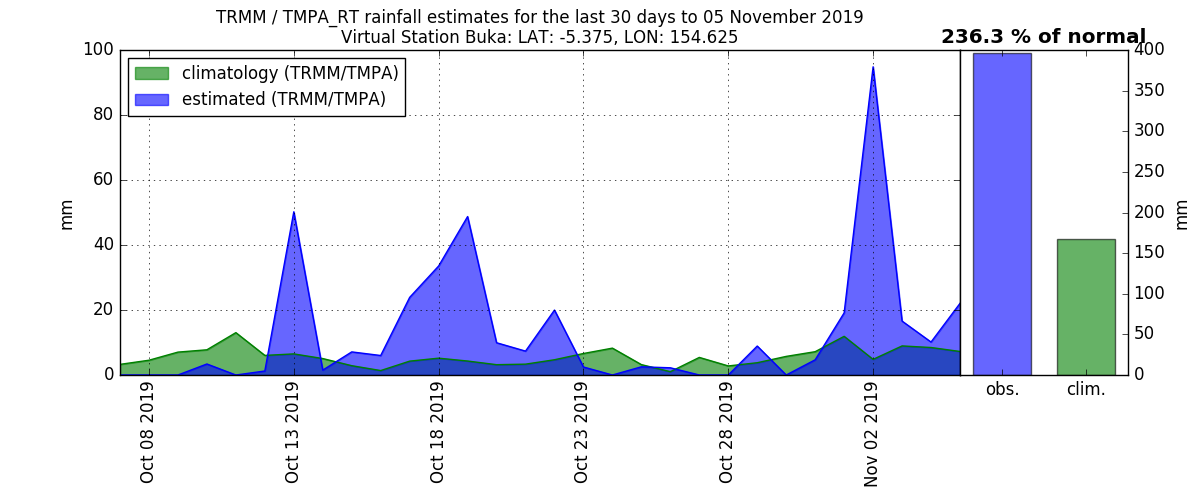 TRMM / TMPA_RT rainfall estimates for the last 30 days to 05 November 2019
Virtual Station Buka: LAT: -5.375, LON: 154.625
236.3 % of normal
climatology (TRMM/TMPA)
estimated (TRMM/TMPA)
mm
100
80
60
40
20
0
Oct 08 2019
Oct 13 2019
Oct 18 2019
Oct 23 2019
Oct 28 2019
Nov 02 2019
obs.
clim.
400
350
300
250
200
150
100
50
0
mm